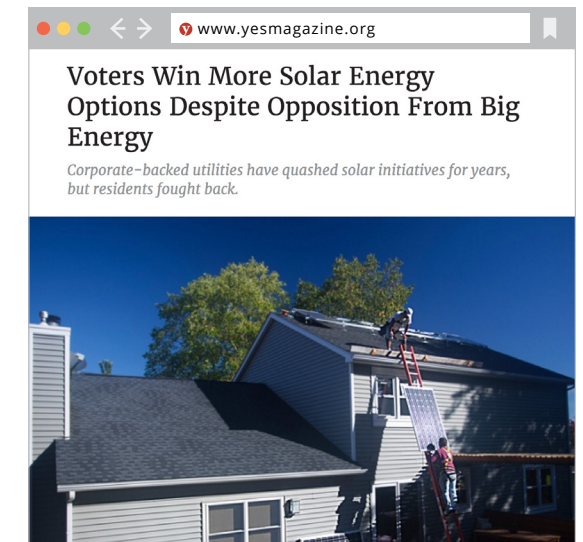 www.yesmagazine.org
Voters Win More Solar Energy
Options Despite Opposition From Big
Energy
Corporate-backed utilities have quashed solar initiatives for years,
but residents fought back.